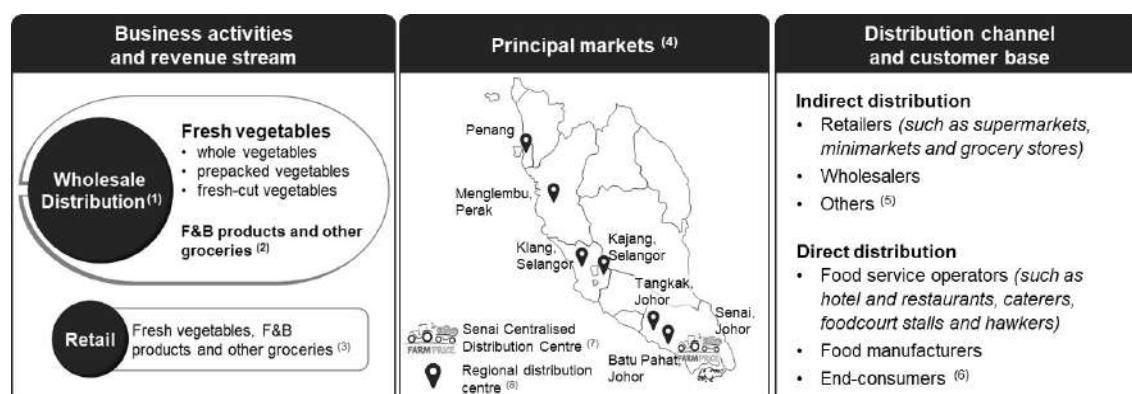 Business activities
and revenue stream
Wholesale
Distribution(1)
Fresh vegetables
• whole vegetables
• prepacked vegetables
• fresh-cut vegetables
F&B products and other
groceries (2)
Retail
Fresh vegetables, F&B
products and other groceries (3)
Principal markets (4)
Penang
Menglembu,
Perak
Klang,
Selangor
Kajang,
Selangor
Tangkak,
Johor
Senai,
Johor
Batu Pahat,
Johor
FARMPRICE
FARMPRICE
Senai Centralised
Distribution Centre (7)
Regional distribution
centre (8)
Distribution channel
and customer base
Indirect distribution
• Retailers (such as supermarkets,
minimarkets and grocery stores)
• Wholesalers
• Others (5)
Direct distribution
• Food service operators (such as
hotel and restaurants, caterers,
foodcourt stalls and hawkers)
• Food manufacturers
• End-consumers (6)